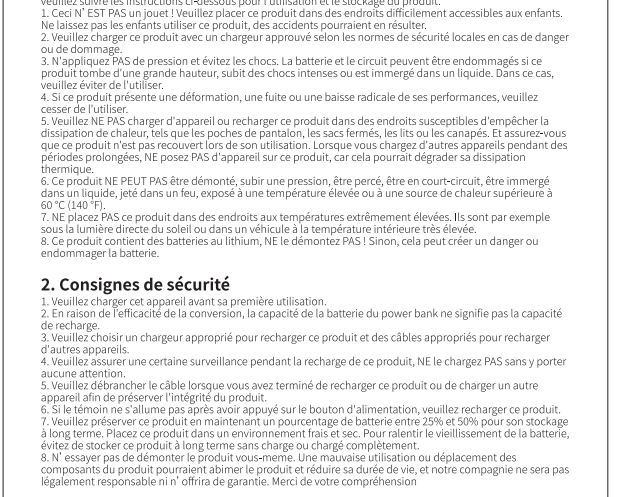 veuillez suivre les instructions ci-dessous pour l'utilisation et le stockage du produit.
1. Ceci N' EST PAS un jouet ! Veuillez placer ce produit dans des endroits difficilement accessibles aux enfants.
Ne laissez pas les enfants utiliser ce produit, des accidents pourraient en résulter.
2. Veuillez charger ce produit avec un chargeur approuvé selon les normes de sécurité locales en cas de danger
ou de dommage.
3. N'appliquez PAS de pression et évitez les chocs. La batterie et le circuit peuvent être endommagés si ce
produit tombe d'une grande hauteur, subit des chocs intenses ou est immergé dans un liquide. Dans ce cas,
veuillez éviter de l'utiliser.
4. Si ce produit présente une déformation, une fuite ou une baisse radicale de ses performances, veuillez
cesser de l'utiliser.
5. Veuillez NE PAS charger d'appareil ou recharger ce produit dans des endroits susceptibles d'empêcher la
dissipation de chaleur, tels que les poches de pantalon, les sacs fermés, les lits ou les canapés. Et assurez-vous
que ce produit n'est pas recouvert lors de son utilisation. Lorsque vous chargez d'autres appareils pendant des
périodes prolongées, NE posez PAS d'appareil sur ce produit, car cela pourrait dégrader sa dissipation
thermique.
6. Ce produit NE PEUT PAS être démonté, subir une pression, être percé, être en court-circuit, être immergé
dans un liquide, jeté dans un feu, exposé à une température élevée ou à une source de chaleur supérieure à
60 °C (140 °F).
7. NE placez PAS ce produit dans des endroits aux températures extrêmement élevées. Ils sont par exemple
sous la lumière directe du soleil ou dans un véhicule à la température intérieure très élevée.
8. Ce produit contient des batteries au lithium, NE le démontez PAS ! Sinon, cela peut créer un danger ou
endommager la batterie.
2. Consignes de sécurité
1. Veuillez charger cet appareil avant sa première utilisation.
2. En raison de l'efficacité de la conversion, la capacité de la batterie du power bank ne signifie pas la capacité
de recharge.
3. Veuillez choisir un chargeur approprié pour recharger ce produit et des câbles appropriés pour recharger
d'autres appareils.
4. Veuillez assurer une certaine surveillance pendant la recharge de ce produit, NE le chargez PAS sans y porter
aucune attention.
5. Veuillez débrancher le câble lorsque vous avez terminé de recharger ce produit ou de charger un autre
appareil afin de préserver l'intégrité du produit.
6. Si le témoin ne s'allume pas après avoir appuyé sur le bouton d'alimentation, veuillez recharger ce produit.
7. Veuillez préserver ce produit en maintenant un pourcentage de batterie entre 25% et 50% pour son stockage
à long terme. Placez ce produit dans un environnement frais et sec. Pour ralentir le vieillissement de la batterie,
évitez de stocker ce produit à long terme sans charge ou chargé complètement.
8. N' essayer pas de démonter le produit vous-meme. Une mauvaise utilisation ou déplacement des
composants du produit pourraient abimer le produit et réduire sa durée de vie, et notre compagnie ne sera pas
légalement responsable ni n' offrira de garantie. Merci de votre compréhension